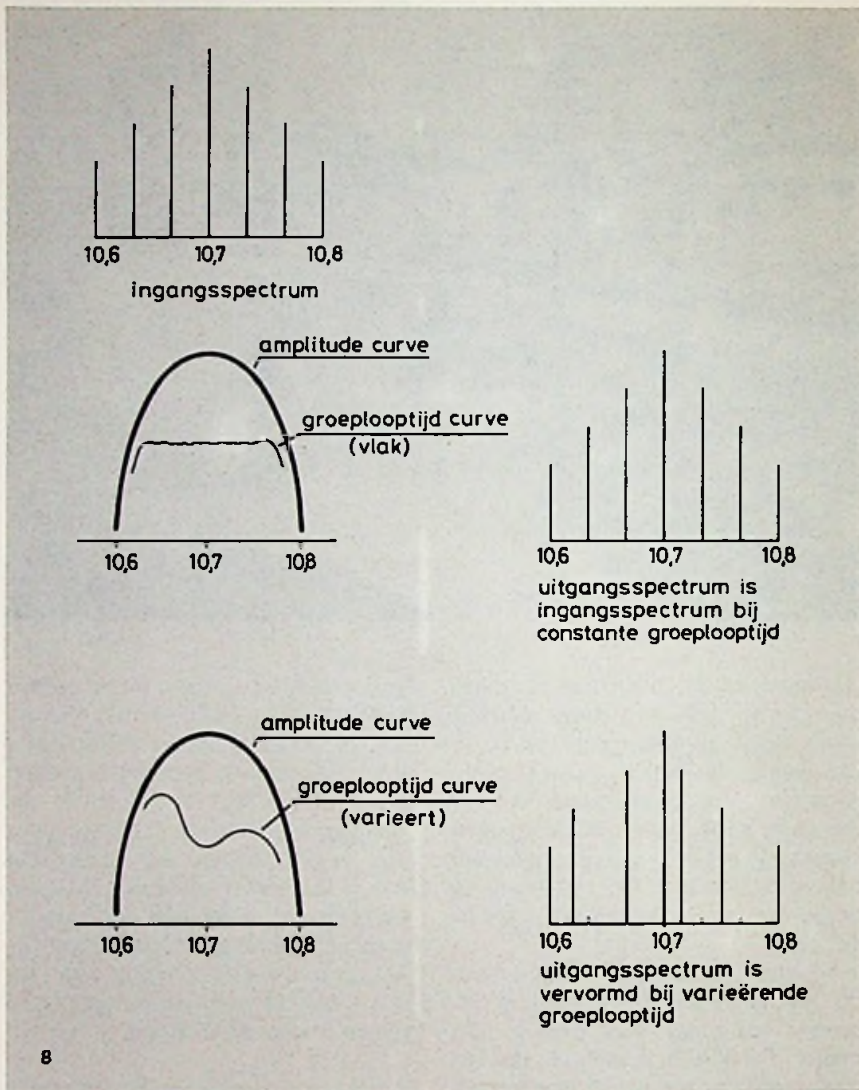 10,6 10,7 10,8
ingangsspectrum
amplitude curve
groeplooptijd curve
(vlak)
10,6 10,7 10,8
10,6 10,7 10,8
uitgangsspectrum is
ingangsspectrum bij
constante groeplooptijd
amplitude curve
groeplooptijd curve
(varieert)
10,6 10,7 10,8
10,6 10,7 10,8
uitgangsspectrum is
vervormd bij varieërende
groeplooptijd
8